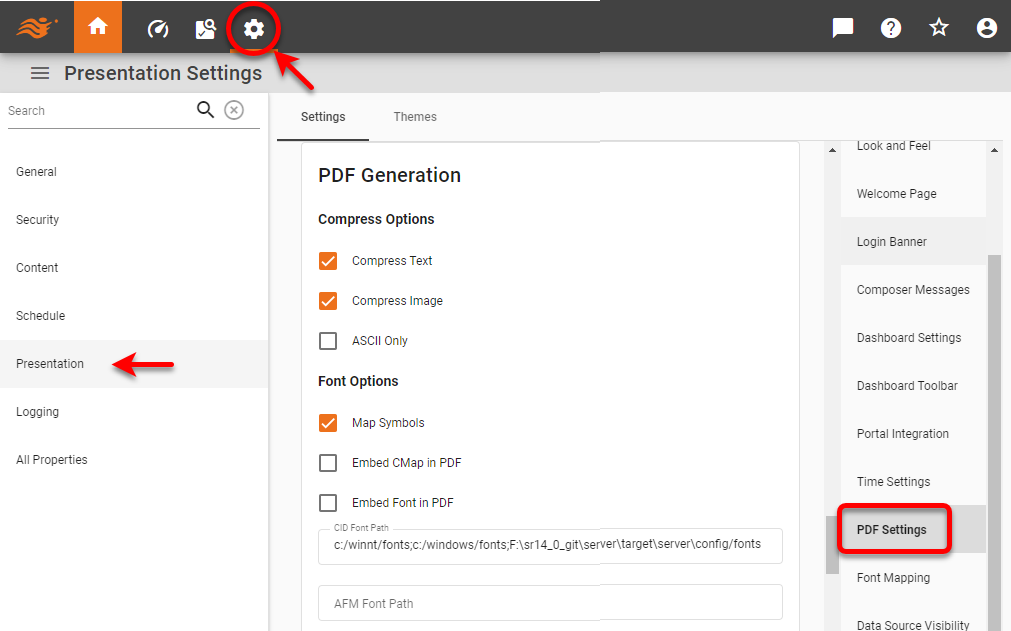 Presentation Settings
Search
General
Security
Content
Schedule
Presentation
Logging
All Properties
Settings
Themes
PDF Generation
Compress Options
Compress Text
Compress Image
ASCII Only
Font Options
Map Symbols
Embed CMap in PDF
Embed Font in PDF
CID Font Path
c:/winnt/fonts;c:/windows/fonts;F:\sr14_0_git\server\target\server\config/fonts
AFM Font Path
Look and Feel
Welcome Page
Login Banner
Composer Messages
Dashboard Settings
Dashboard Toolbar
Portal Integration
Time Settings
PDF Settings
Font Mapping
Data Source Visibility